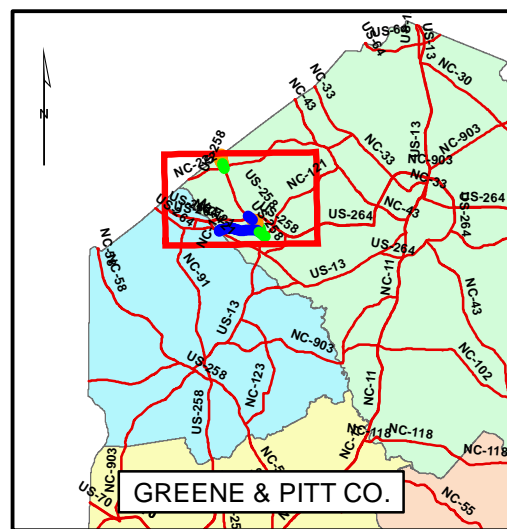 US-64
US-64
US-1
US-13
NC-30
NC-33
NC-43
US-13
NC-903
US-258
NC-33
NC-903
NC-33
NC-121
US-258
NC-43
US-264
US-264
US-258
US-264
US-264
US-13
N
NC-58
NC-58
NC-91
US-13
NC-11
NC-43
NC-903
NC-102
NC-123
US-258
US-258
NC-11
NC-118
NC-118
NC-118
NC-903
US-70
NC-55
GREENE & PITT CO.